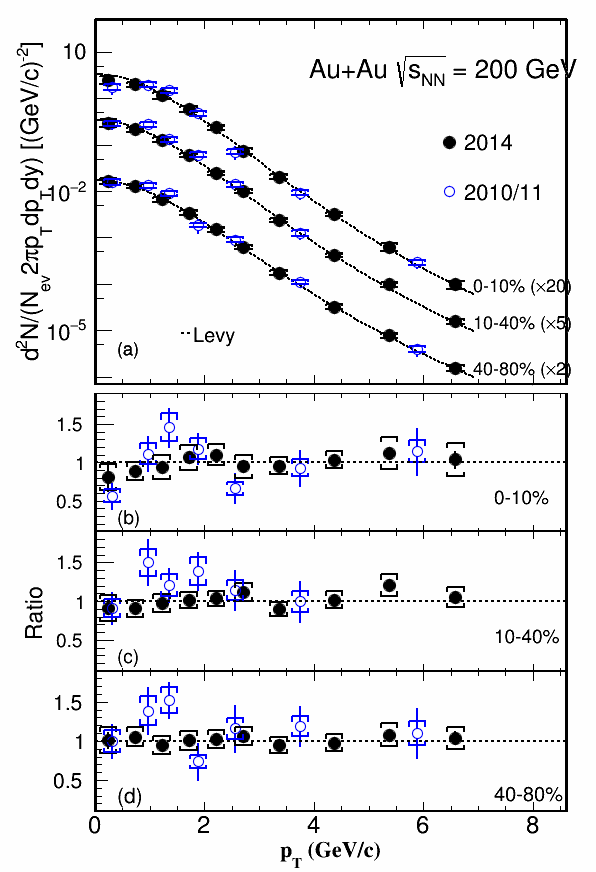 10
10⁻²
10⁻⁵
d²N/(N_ev 2πp_T dp_T dy) [(GeV/c)⁻²]
Au+Au √s_NN = 200 GeV
2014
2010/11
0-10% (×20)
10-40% (×5)
40-80% (×2)
Levy
(a)
1.5
1
0.5
0-10%
(b)
1.5
1
0.5
10-40%
(c)
Ratio
1.5
1
0.5
40-80%
(d)
0 2 4 6 8
p_T (GeV/c)